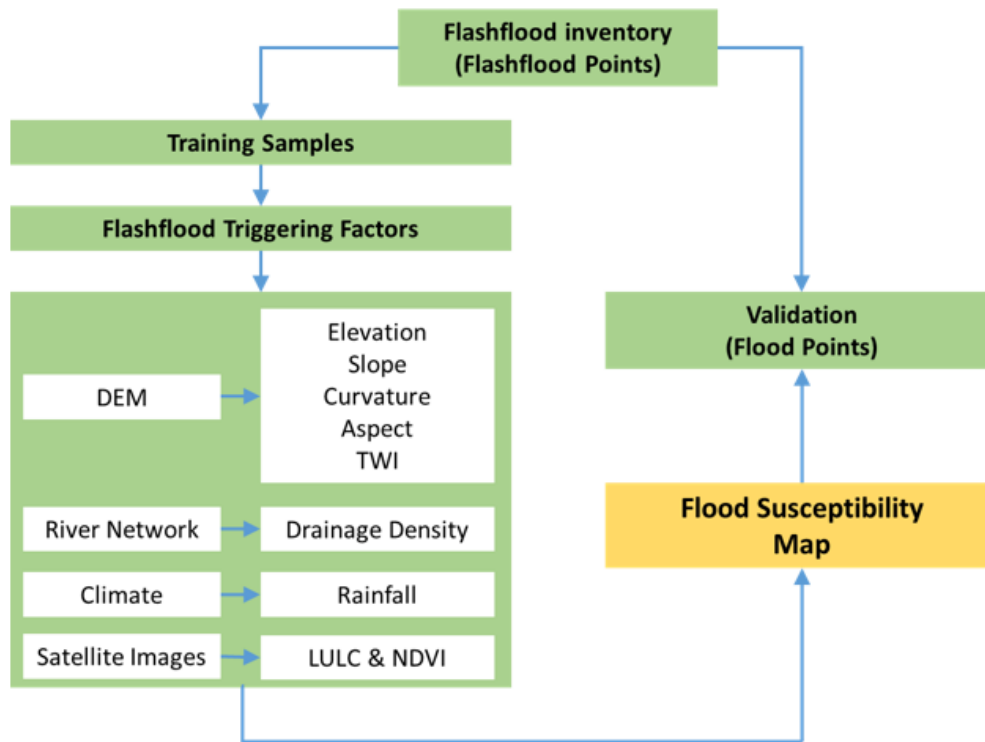 Flashflood inventory
(Flashflood Points)
Training Samples
Flashflood Triggering Factors
DEM
Elevation
Slope
Curvature
Aspect
TWI
River Network
Drainage Density
Climate
Rainfall
Satellite Images
LULC & NDVI
Validation
(Flood Points)
Flood Susceptibility
Map